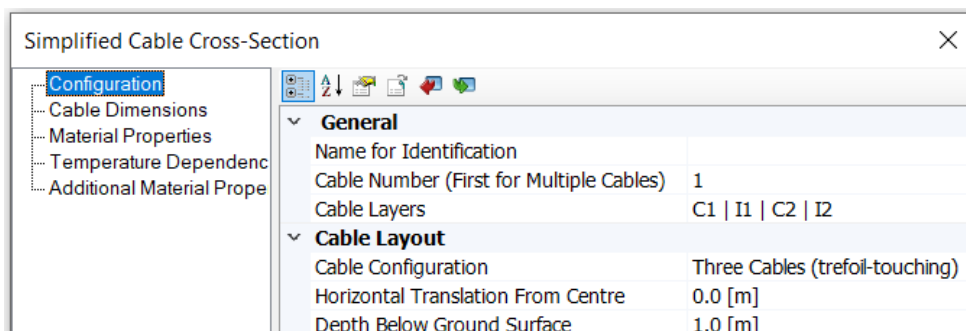 Simplified Cable Cross-Section
Configuration
Cable Dimensions
Material Properties
Temperature Dependenc
Additional Material Prope
General
Name for Identification
Cable Number (First for Multiple Cables) 1
Cable Layers C1 | I1 | C2 | I2
Cable Layout
Cable Configuration Three Cables (trefoil-touching)
Horizontal Translation From Centre 0.0 [m]
Depth Below Ground Surface 1.0 [m]